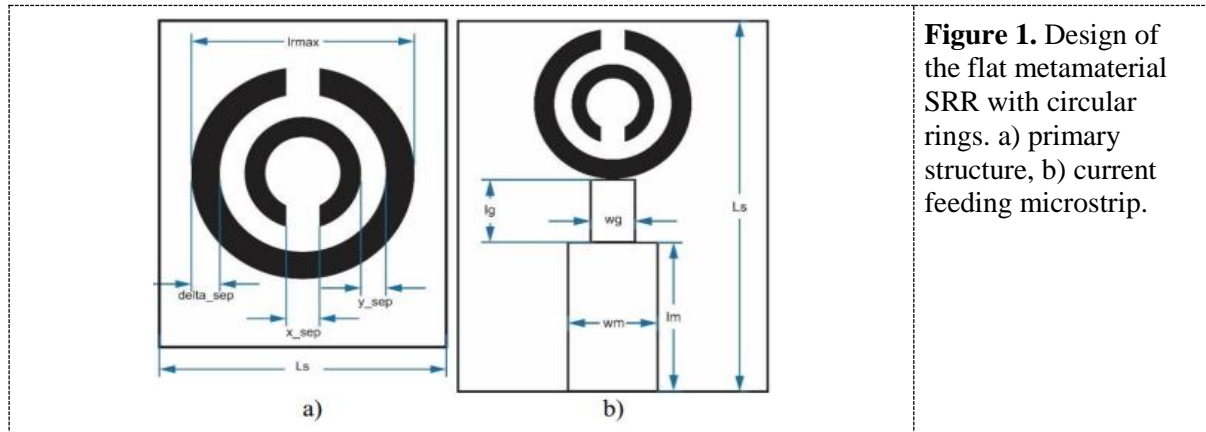 lrmax
delta_sep
y_sep
x_sep
Ls
a)
lg
wg
Ls
wm
lm
b)
Figure 1. Design of
the flat metamaterial
SRR with circular
rings. a) primary
structure, b) current
feeding microstrip.